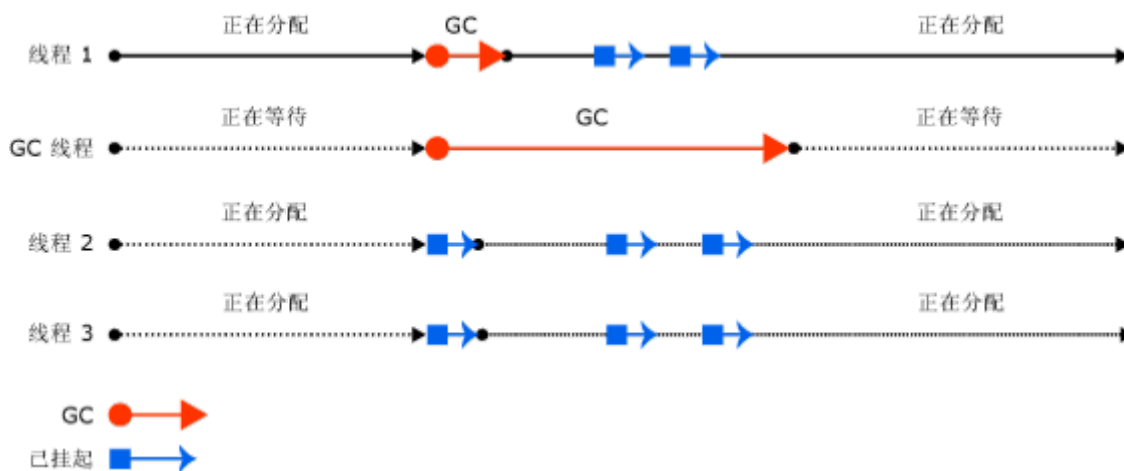 正在分配 GC 正在分配
线程 1
正在等待 GC 正在等待
GC 线程
正在分配 正在分配
线程 2
正在分配 正在分配
线程 3
GC
已挂起